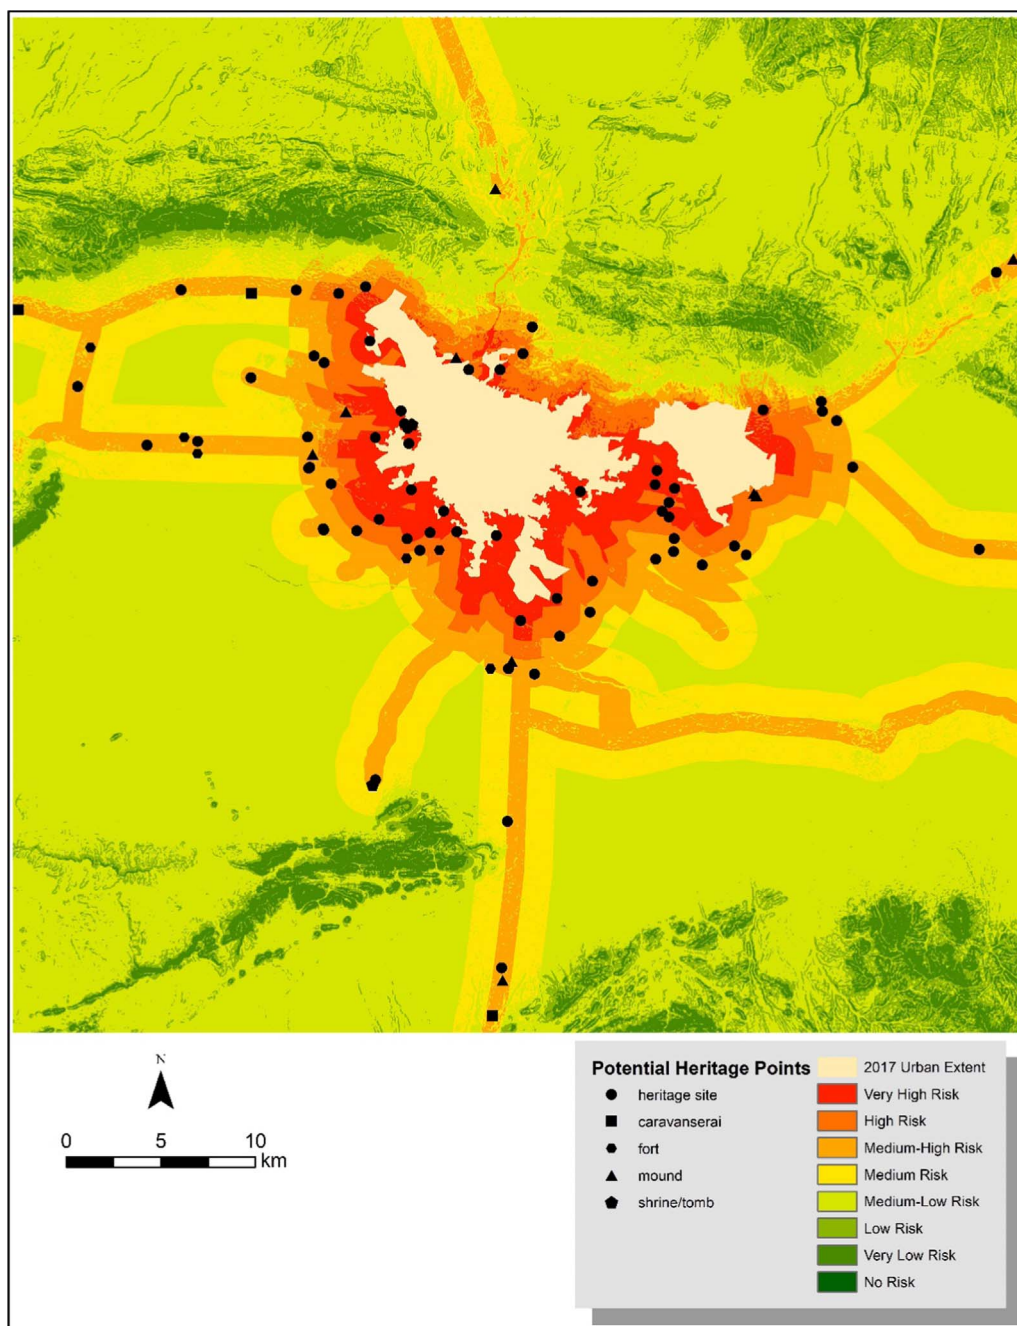 N
0 5 10
km
Potential Heritage Points
heritage site
caravanserai
fort
mound
shrine/tomb
2017 Urban Extent
Very High Risk
High Risk
Medium-High Risk
Medium Risk
Medium-Low Risk
Low Risk
Very Low Risk
No Risk